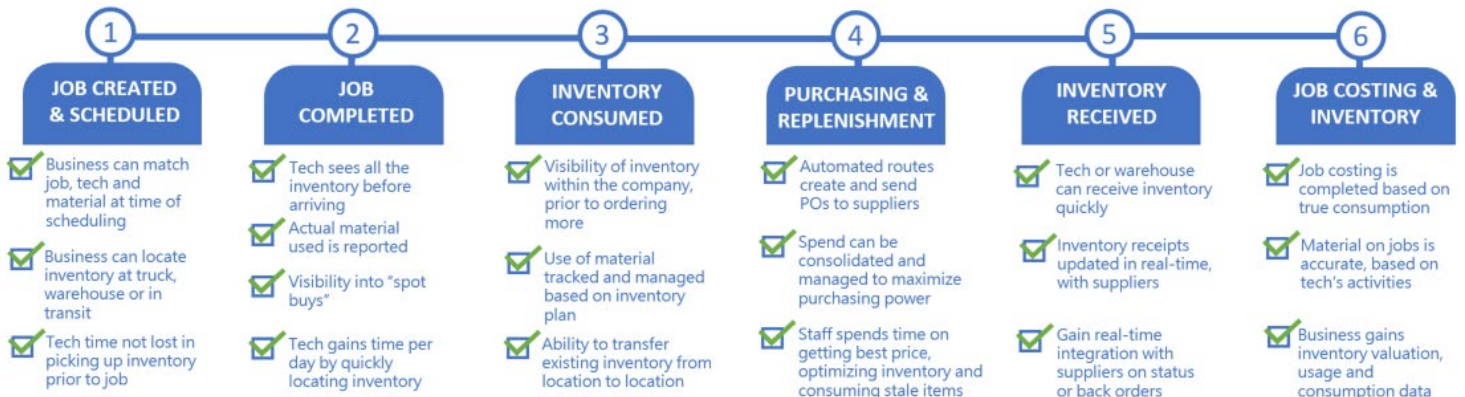 1
JOB CREATED
& SCHEDULED
Business can match
job, tech and
material at time of
scheduling
Business can locate
inventory at truck,
warehouse or in
transit
Tech time not lost in
picking up inventory
prior to job
2
JOB
COMPLETED
Tech sees all the
inventory before
arriving
Actual material
used is reported
Visibility into “spot
buys”
Tech gains time per
day by quickly
locating inventory
3
INVENTORY
CONSUMED
Visibility of inventory
within the company,
prior to ordering
more
Use of material
tracked and managed
based on inventory
plan
Ability to transfer
existing inventory from
location to location
4
PURCHASING &
REPLENISHMENT
Automated routes
create and send
POs to suppliers
Spend can be
consolidated and
managed to maximize
purchasing power
Staff spends time on
getting best price,
optimizing inventory and
consuming stale items
5
INVENTORY
RECEIVED
Tech or warehouse
can receive inventory
quickly
Inventory receipts
updated in real-time,
with suppliers
Gain real-time
integration with
suppliers on status
or back orders
6
JOB COSTING &
INVENTORY
Job costing is
completed based on
true consumption
Material on jobs is
accurate, based on
tech's activities
Business gains
inventory valuation,
usage and
consumption data